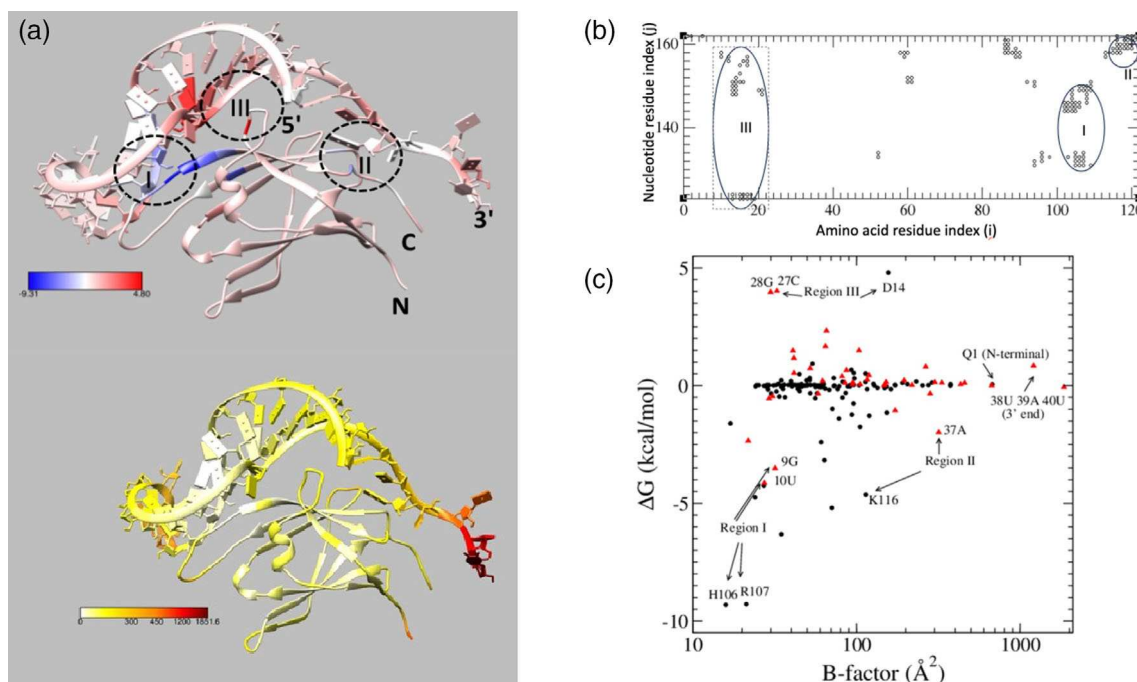 (a)
III
5'
I
II
3'
C
N
-9.31 4.80
0 300 450 1200 1851.6
(b)
Nucleotide residue index (j)
160
140
II
III
I
0 20 40 60 80 100 120
Amino acid residue index (i)
(c)
ΔG (kcal/mol)
5
0
-5
-10
28G 27C
Region III
D14
Q1 (N-terminal)
38U 39A 40U
(3' end)
37A
9G
10U
Region II
K116
Region I
H106 R107
10 100 1000
B-factor (Å²)